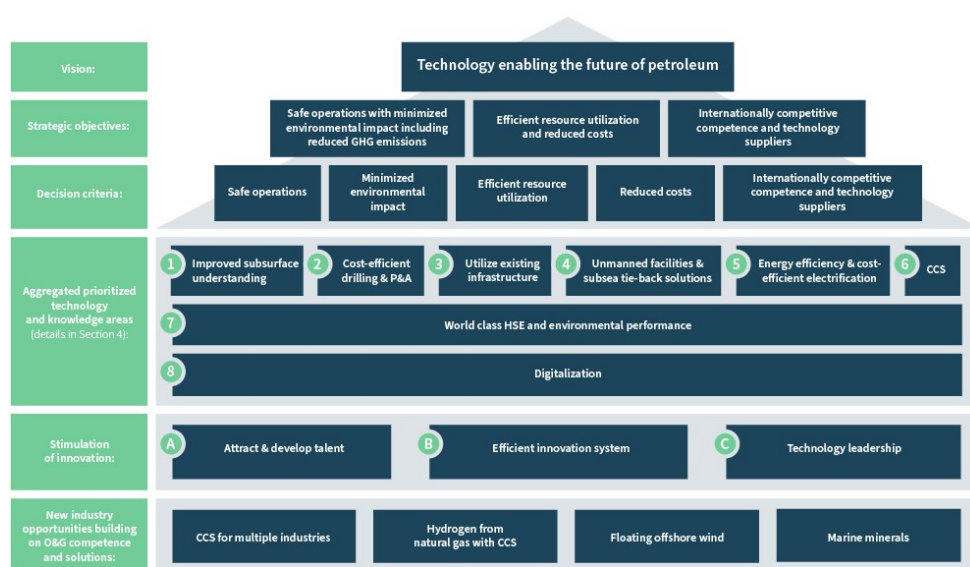 Vision:
Technology enabling the future of petroleum
Strategic objectives:
Safe operations with minimized
environmental impact including
reduced GHG emissions
Efficient resource utilization
and reduced costs
Internationally competitive
competence and technology
suppliers
Decision criteria:
Safe operations
Minimized
environmental
impact
Efficient resource
utilization
Reduced costs
Internationally competitive
competence and technology
suppliers
Aggregated prioritized
technology
and knowledge areas
(details in Section 4):
1
Improved subsurface
understanding
2
Cost-efficient
drilling & P&A
3
Utilize existing
infrastructure
4
Unmanned facilities &
subsea tie-back solutions
5
Energy efficiency & cost-
efficient electrification
6
CCS
7
World class HSE and environmental performance
8
Digitalization
Stimulation
of innovation:
A
Attract & develop talent
B
Efficient innovation system
C
Technology leadership
New industry
opportunities building
on O&G competence
and solutions:
CCS for multiple industries
Hydrogen from
natural gas with CCS
Floating offshore wind
Marine minerals